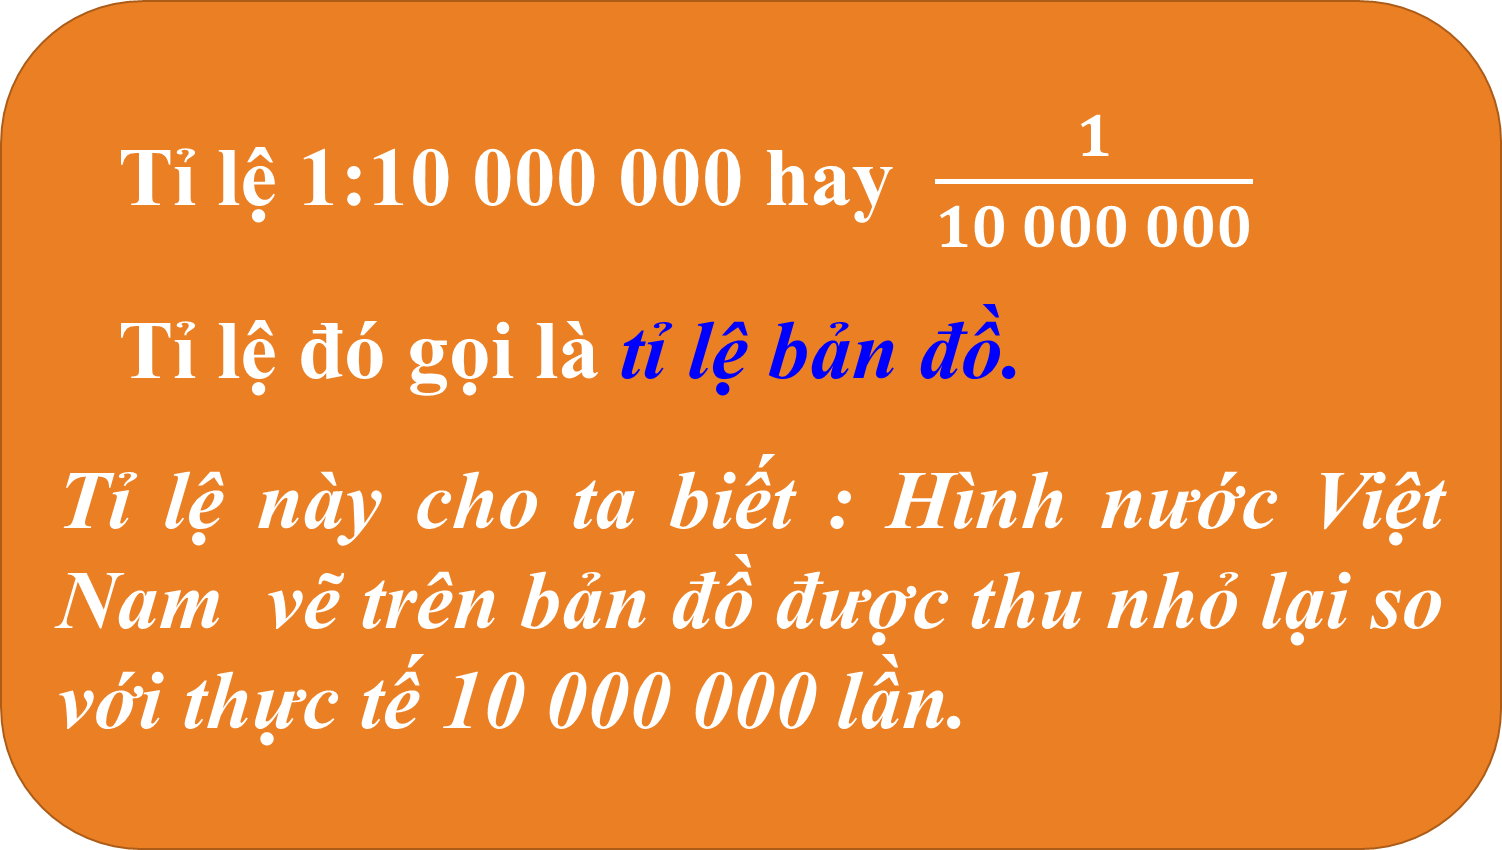 Tỉ lệ 1:10 000 000 hay 1/10 000 000
Tỉ lệ đó gọi là tỉ lệ bản đồ.
Tỉ lệ này cho ta biết : Hình nước Việt
Nam vẽ trên bản đồ được thu nhỏ lại so
với thực tế 10 000 000 lần.